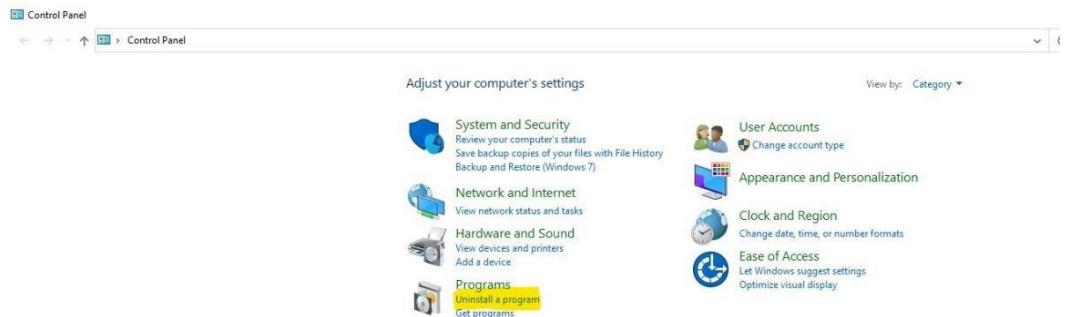 Control Panel
Control Panel
Adjust your computer's settings
View by: Category
System and Security
Review your computer's status
Save backup copies of your files with File History
Backup and Restore (Windows 7)
Network and Internet
View network status and tasks
Hardware and Sound
View devices and printers
Add a device
Programs
Uninstall a program
Get programs
User Accounts
Change account type
Appearance and Personalization
Clock and Region
Change date, time, or number formats
Ease of Access
Let Windows suggest settings
Optimize visual display